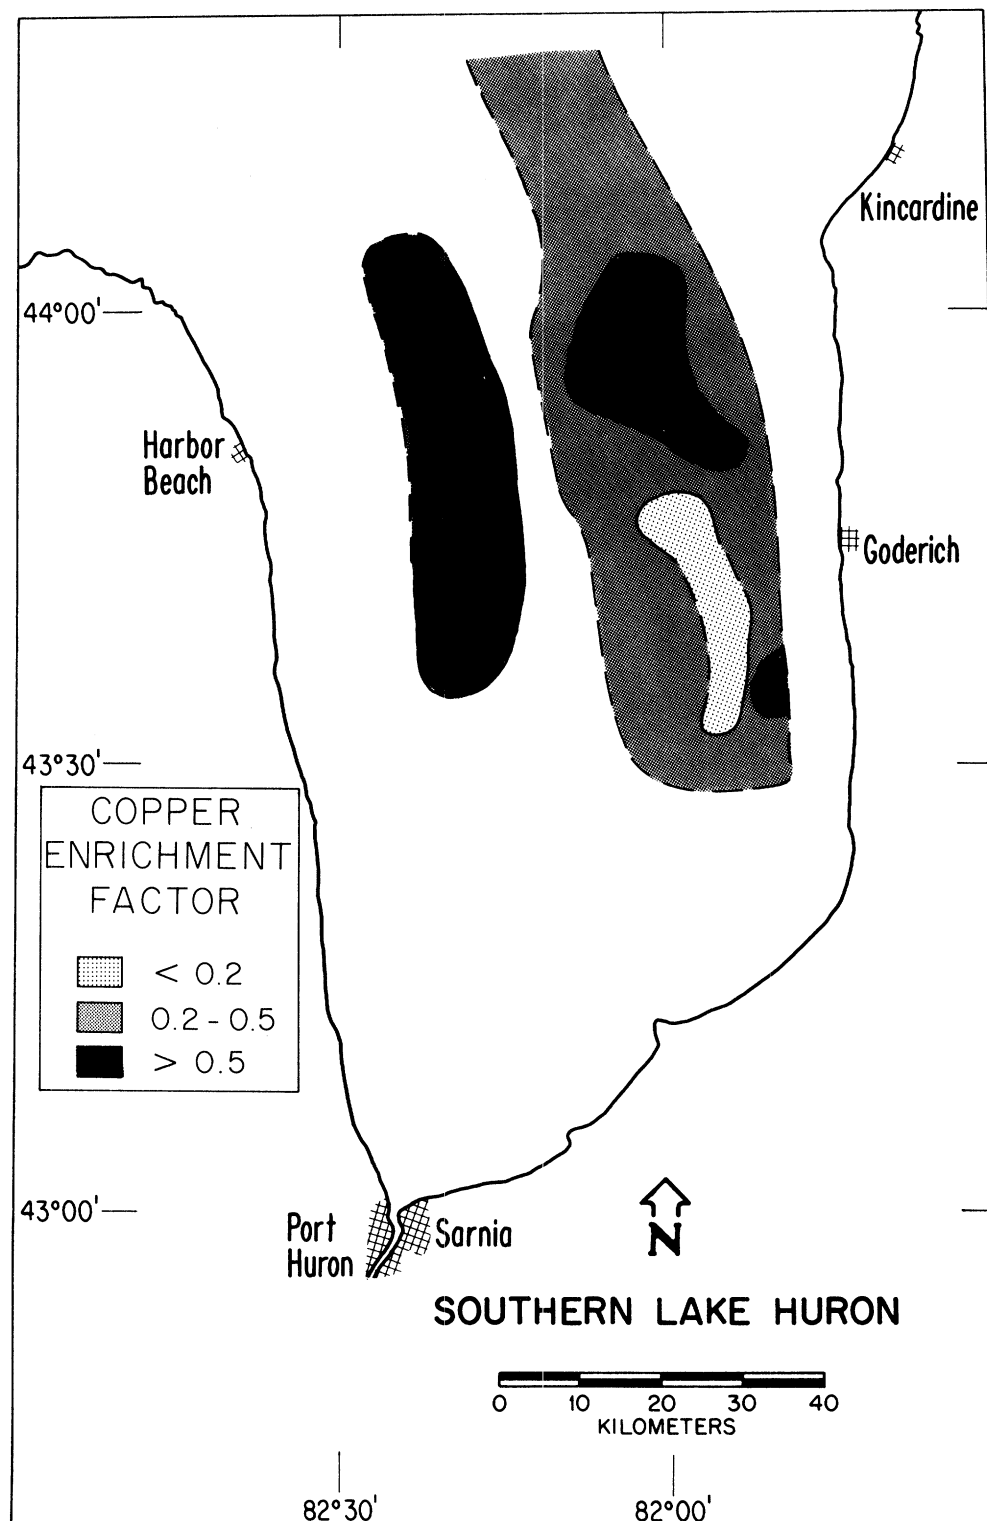 Kincardine
44°00'
Harbor
Beach
Goderich
43°30'
COPPER
ENRICHMENT
FACTOR
< 0.2
0.2-0.5
> 0.5
43°00'
Port
Huron
Sarnia
N
SOUTHERN LAKE HURON
0 10 20 30 40
KILOMETERS
82°30' 82°00'